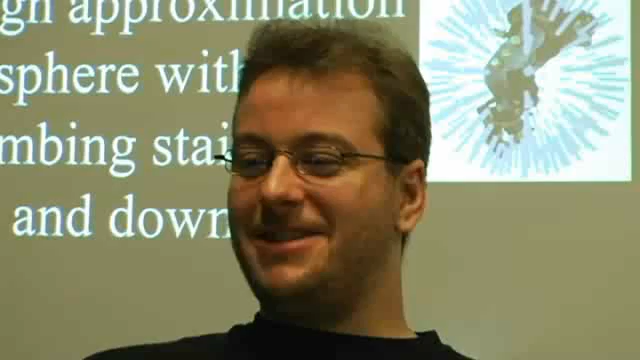 gh approximation
sphere with
mbing stai
and down